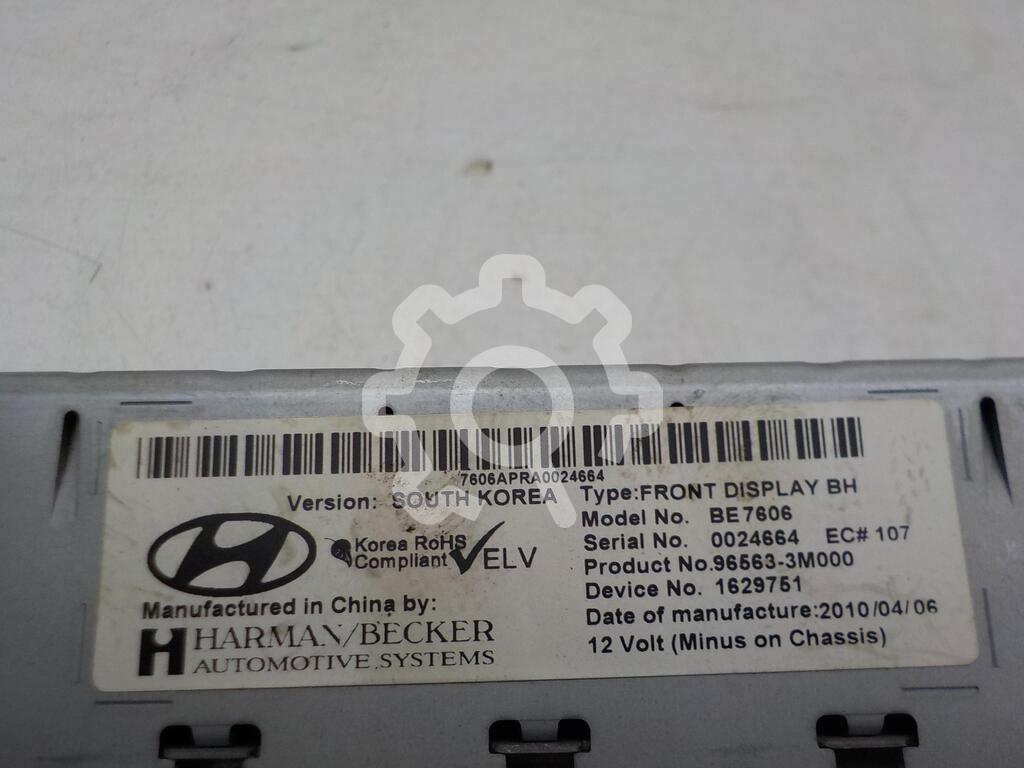 7606APRA0024664
Version: SOUTH KOREA
Type:FRONT DISPLAY BH
Model No. BE7606
Serial No. 0024664 EC# 107
Product No.96563-3M000
Device No. 1629751
Date of manufacture:2010/04/06
12 Volt (Minus on Chassis)
Korea RoHS
Compliant
ELV
Manufactured in China by:
HARMAN/BECKER
AUTOMOTIVE SYSTEMS